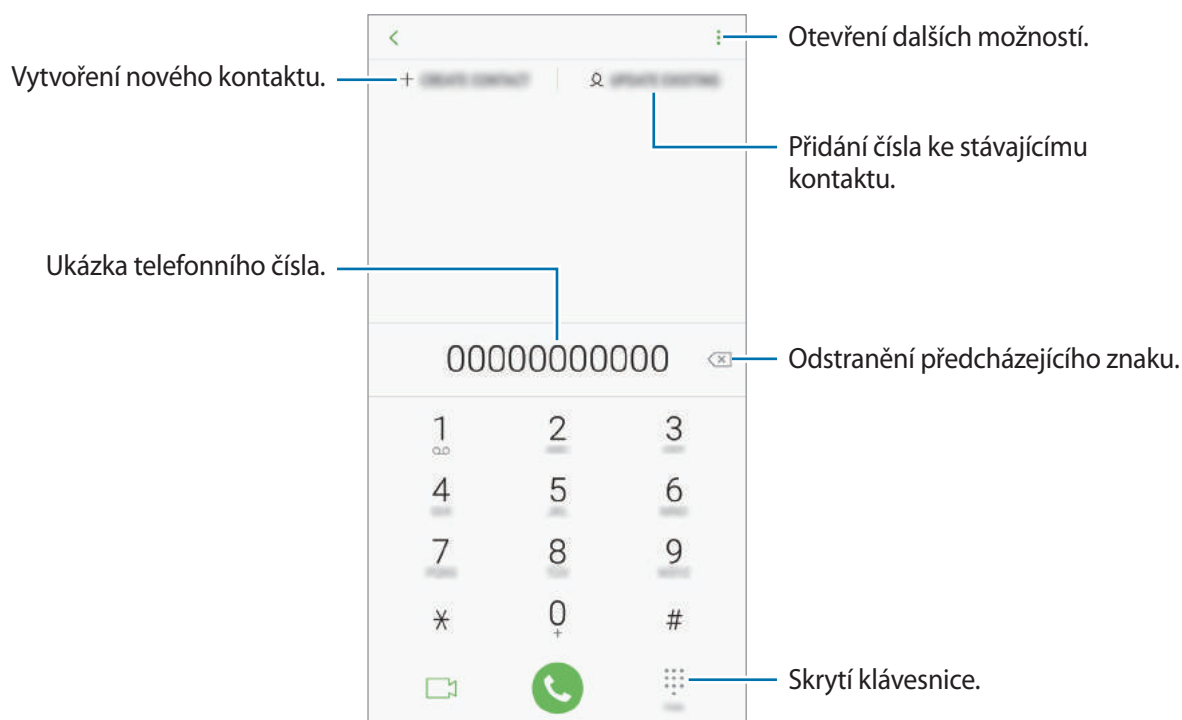 Otevření dalších možností.
Vytvoření nového kontaktu.
Přidání čísla ke stávajícímu
kontaktu.
Ukázka telefonního čísla.
00000000000
Odstranění předcházejícího znaku.
1 2 3
4 5 6
7 8 9
* 0 #
+
Skrytí klávesnice.